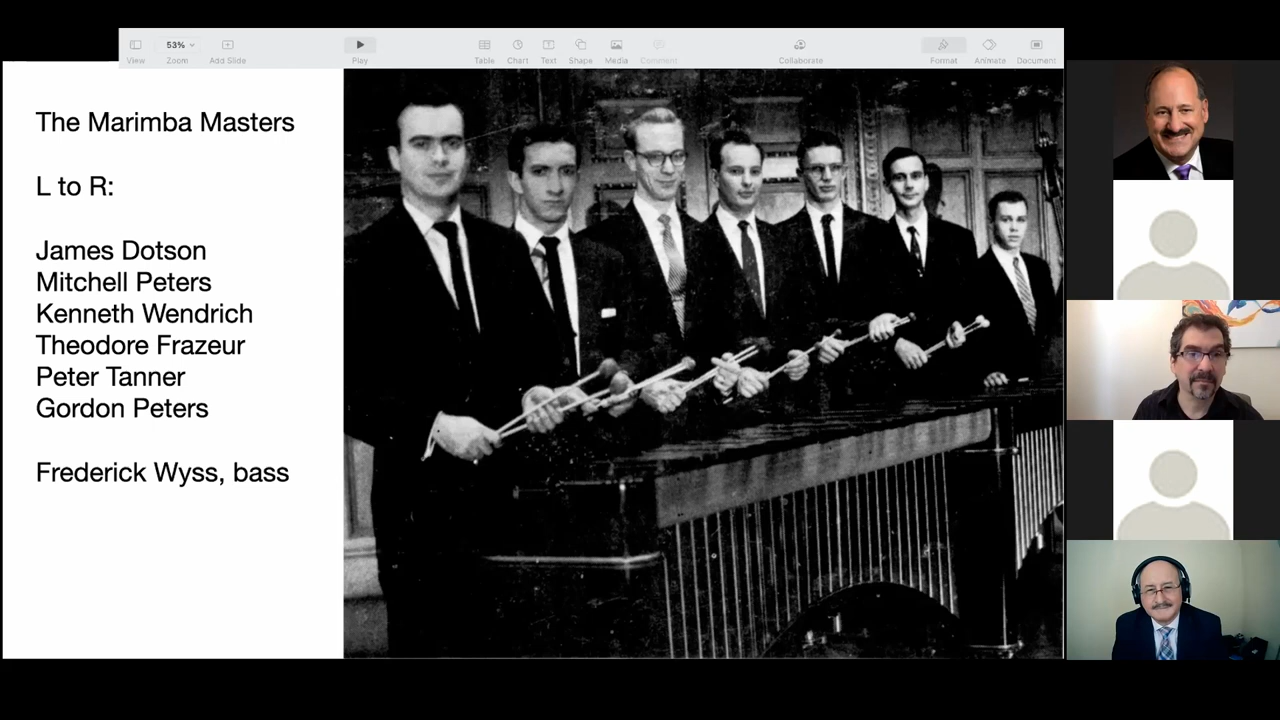 53%
View
Zoom
Add Slide
Play
Table
Chart
Text
Shape
Media
Comment
Collaborate
Format
Animate
Document
The Marimba Masters
L to R:
James Dotson
Mitchell Peters
Kenneth Wendrich
Theodore Frazeur
Peter Tanner
Gordon Peters
Frederick Wyss, bass